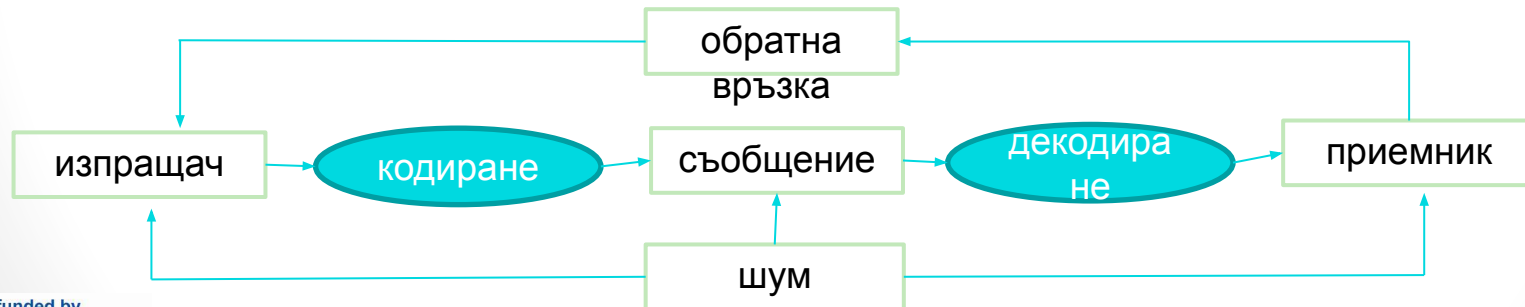 обратна
връзка
изпращач
кодиране
съобщение
декодира
не
приемник
шум
funded by